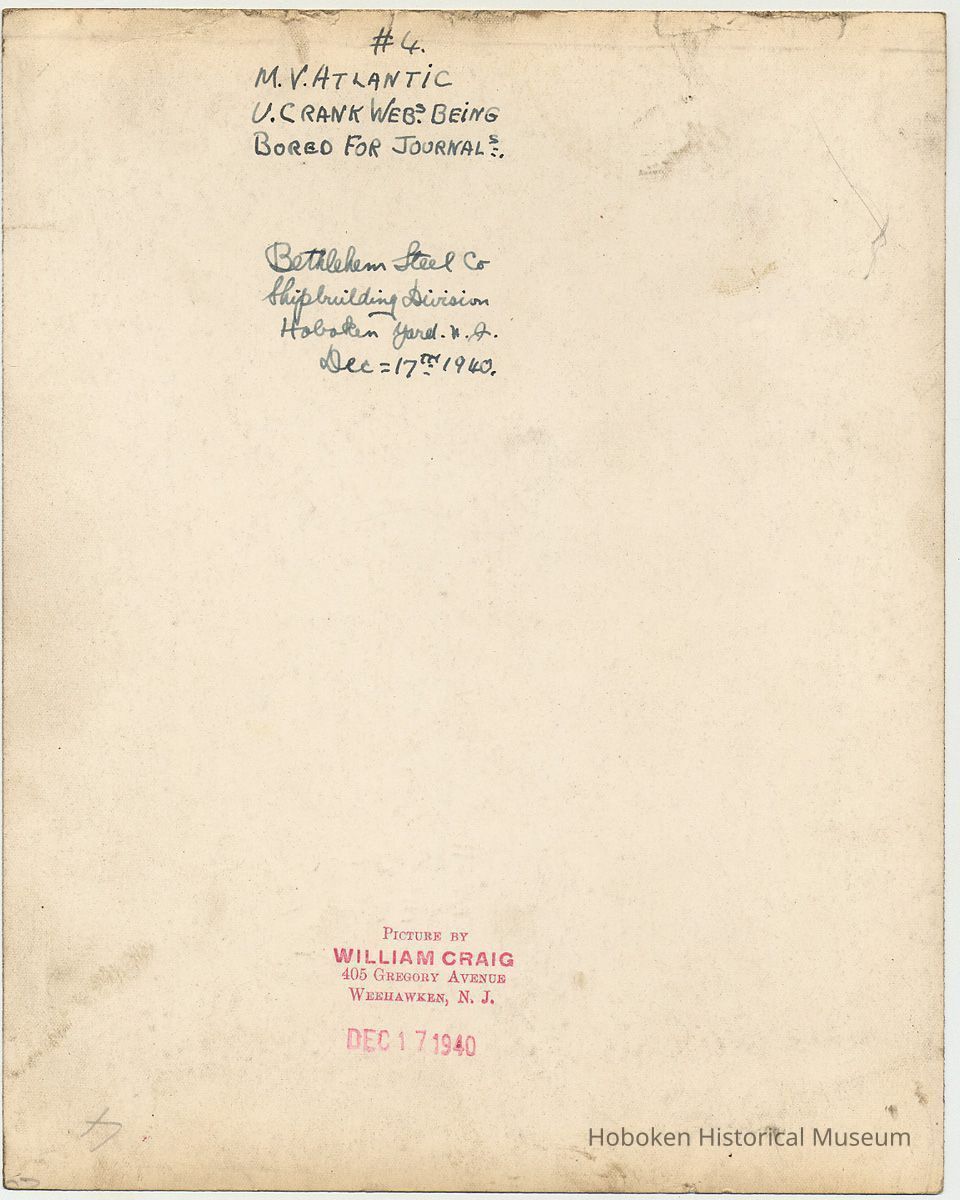 #4.
M.V. ATLANTIC
U. CRANK WEBS. BEING
BORED FOR JOURNALS.
Bethlehem Steel Co
Shipbuilding Division
Hoboken Yard. N.J.
Dec = 17TH 1940.
PICTURE BY
WILLIAM CRAIG
405 GREGORY AVENUE
WEEHAWKEN, N. J.
DEC 17 1940
4
Hoboken Historical Museum